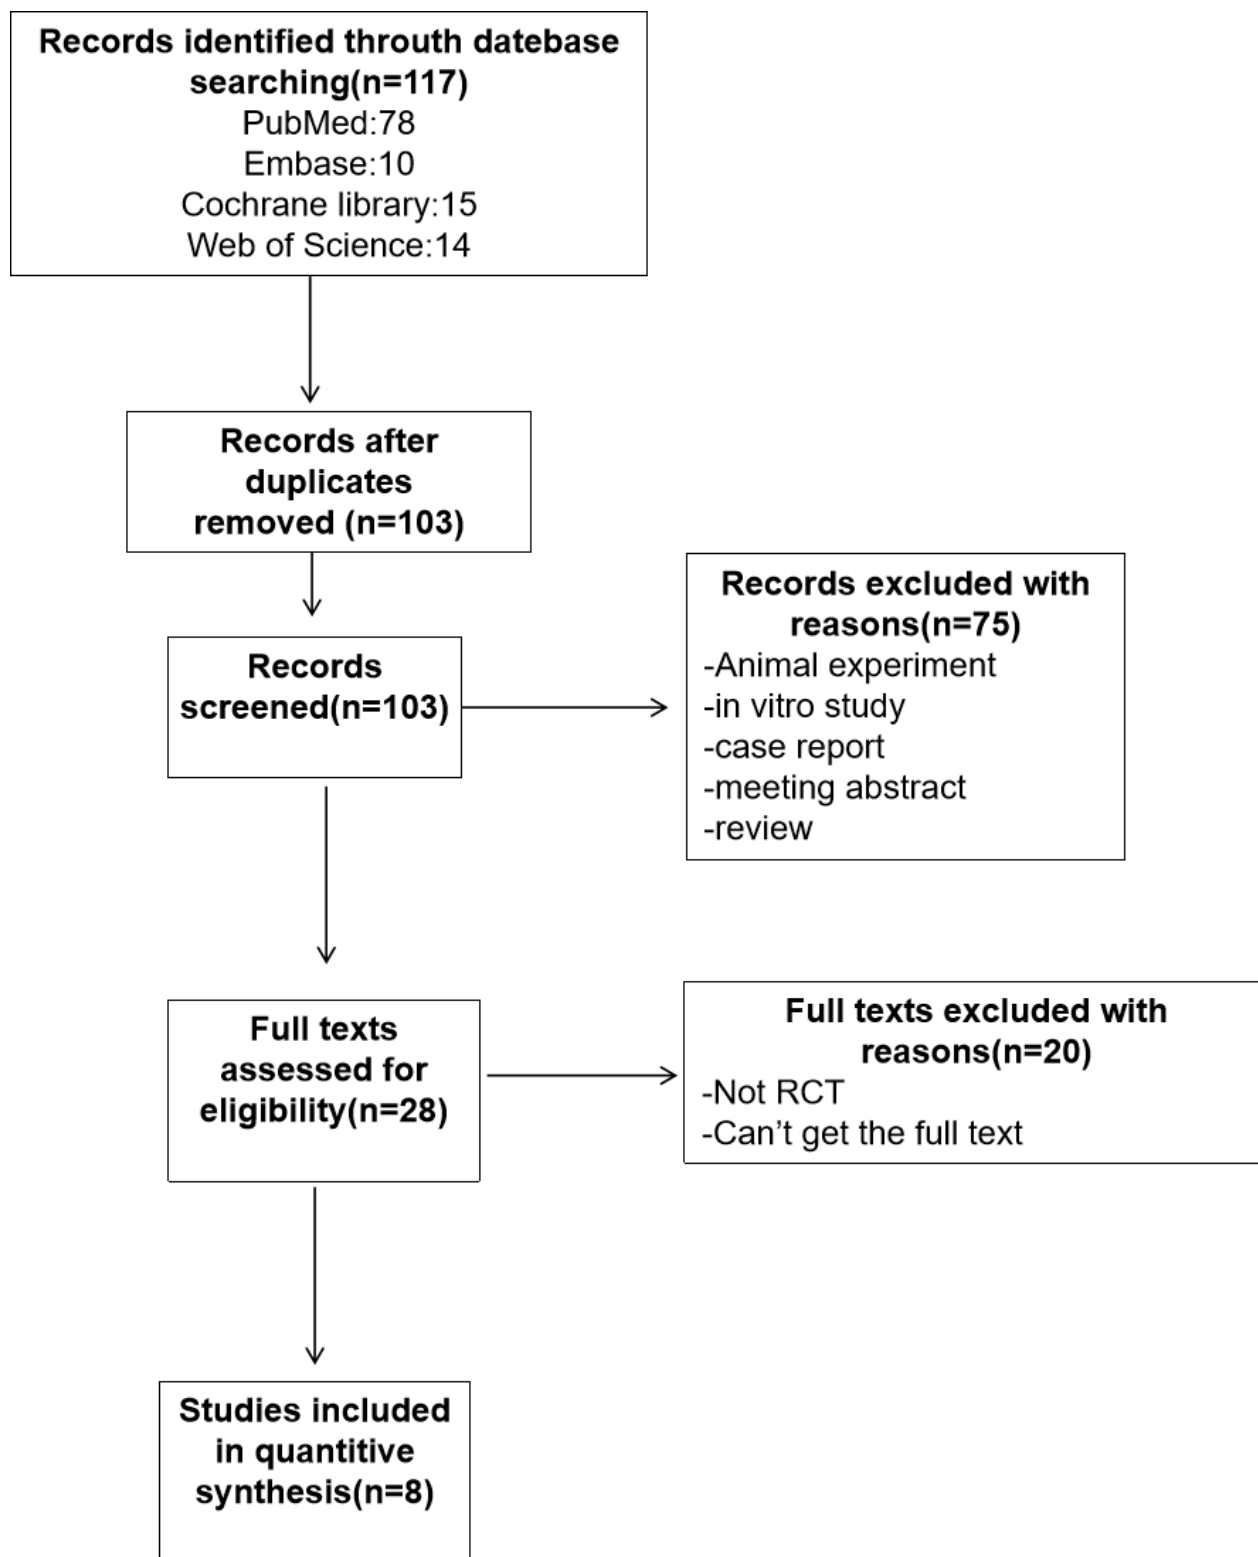 Records identified throuth datebase
searching(n=117)
PubMed:78
Embase:10
Cochrane library:15
Web of Science:14
Records after
duplicates
removed (n=103)
Records
screened(n=103)
Records excluded with
reasons(n=75)
-Animal experiment
-in vitro study
-case report
-meeting abstract
-review
Full texts
assessed for
eligibility(n=28)
Full texts excluded with
reasons(n=20)
-Not RCT
-Can’t get the full text
Studies included
in quantitive
synthesis(n=8)